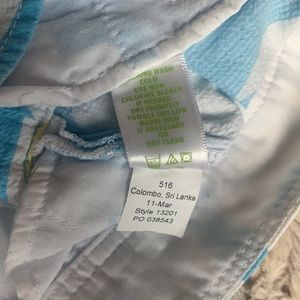 MACHINE WASH
COLD
USE NON
CHLORINE BLEACH
IF NEEDED
DRY PROMPTLY
TUMBLE DRY LOW
WARM IRON
IF NECESSARY
OR
DRY CLEAN
516
Colombo, Sri Lanka
11-Mar
Style 13201
PO 038543